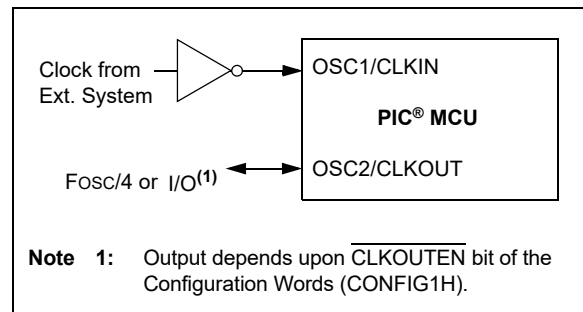 Clock from
Ext. System
OSC1/CLKIN
PIC® MCU
FOSC/4 or I/O(1)
OSC2/CLKOUT
Note 1: Output depends upon CLKOUTEN bit of the
Configuration Words (CONFIG1H).